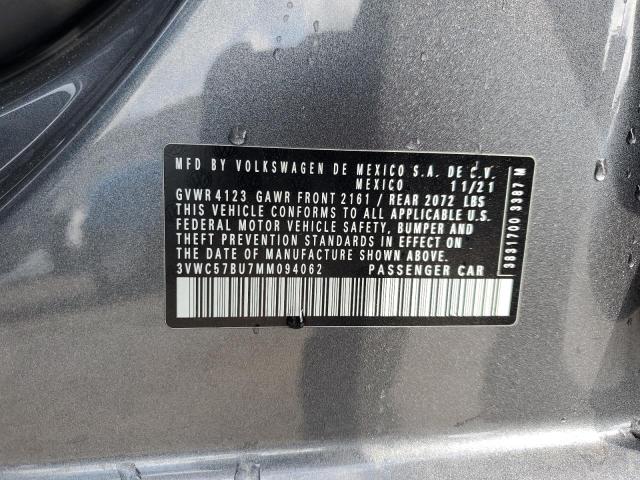 MFD BY VOLKSWAGEN DE MEXICO S.A. DE C.V.
MEXICO 11/21
GVWR 4123 GAWR FRONT 2161 / REAR 2072 LBS
THIS VEHICLE CONFORMS TO ALL APPLICABLE U.S.
FEDERAL MOTOR VEHICLE SAFETY, BUMPER AND
THEFT PREVENTION STANDARDS IN EFFECT ON
THE DATE OF MANUFACTURE SHOWN ABOVE.
3VWC57BU7MM094062 PASSENGER CAR
3831700 3387 M